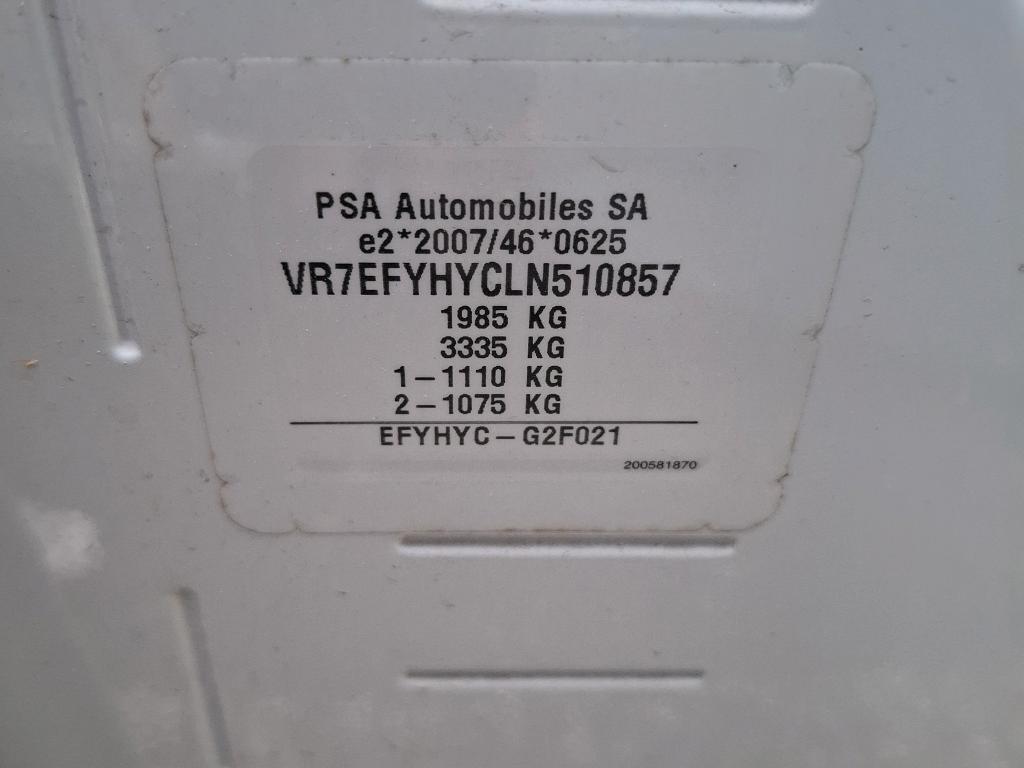 PSA Automobiles SA
e2*2007/46*0625
VR7EFYHYCLN510857
1985 KG
3335 KG
1-1110 KG
2-1075 KG
EFYHYC-G2F021
200581870